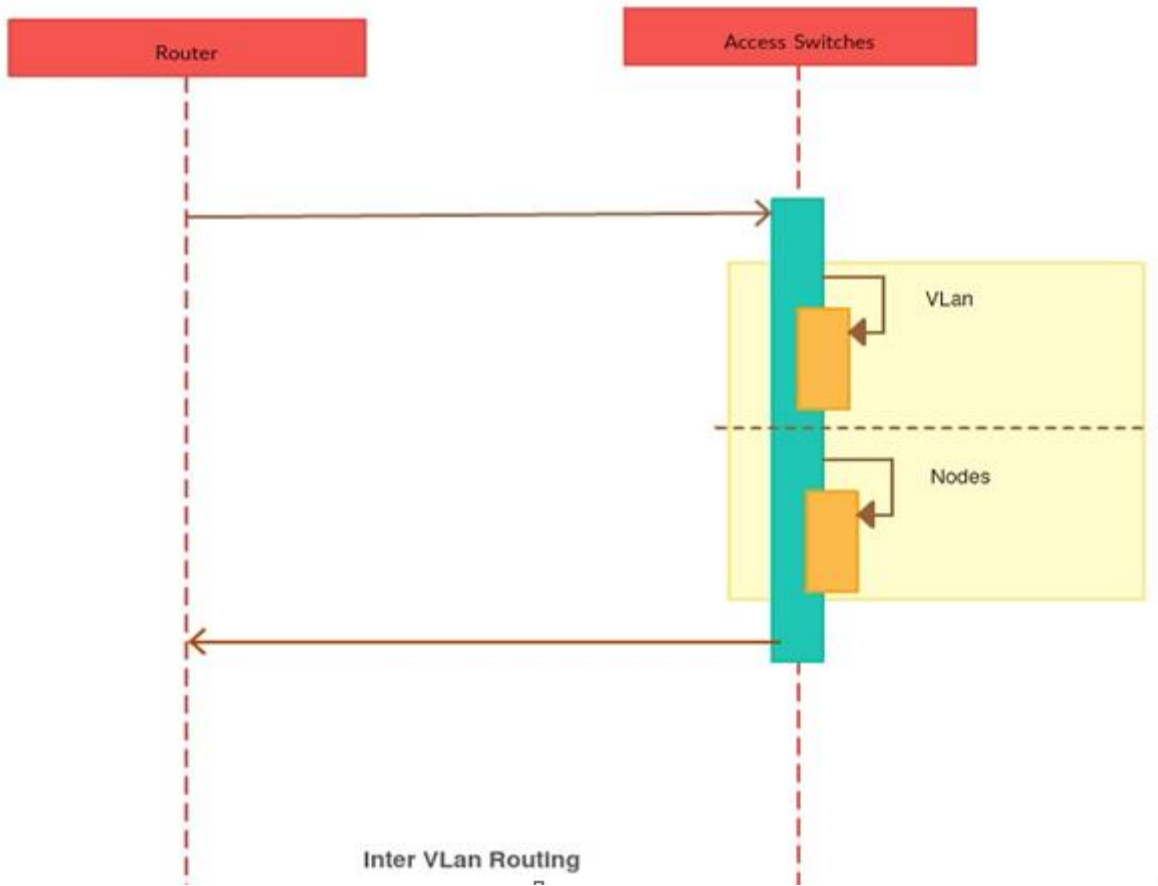 Router
Access Switches
VLan
Nodes
Inter VLan Routing